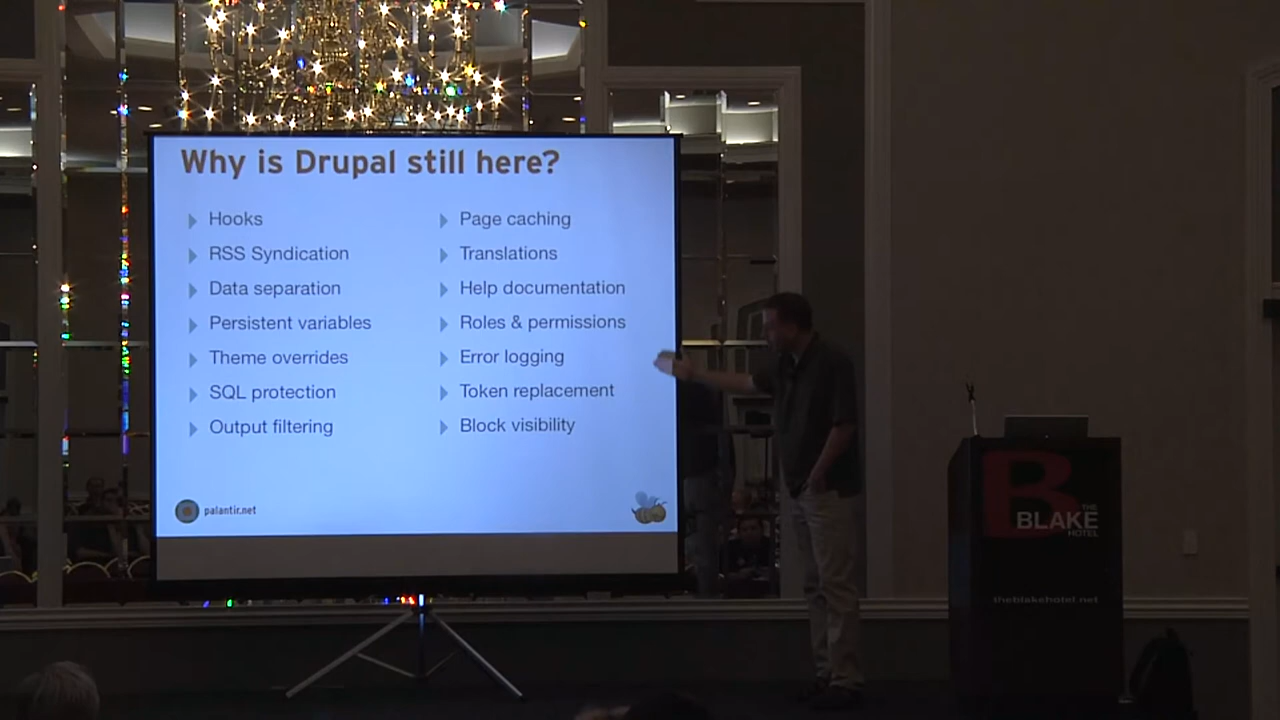 Why is Drupal still here?
Hooks
RSS Syndication
Data separation
Persistent variables
Theme overrides
SQL protection
Output filtering
Page caching
Translations
Help documentation
Roles & permissions
Error logging
Token replacement
Block visibility
palantir.net
B
THE
BLAKE
HOTEL
theblakehotel.net